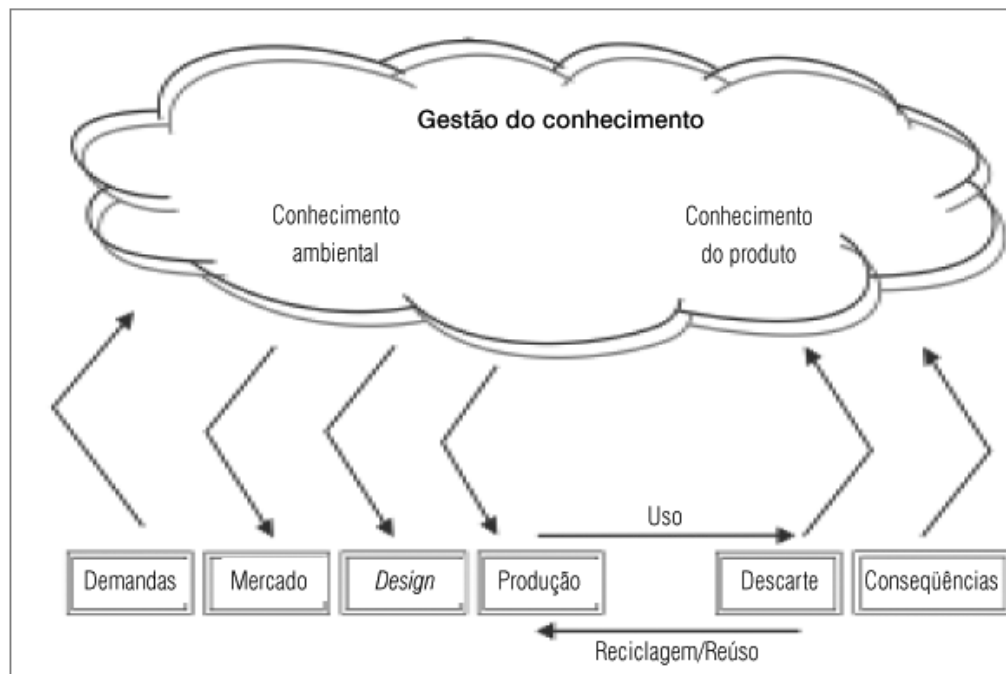 Gestão do conhecimento
Conhecimento
ambiental
Conhecimento
do produto
Uso
Demandas
Mercado
Design
Produção
Descarte
Conseqüências
Reciclagem/Reúso